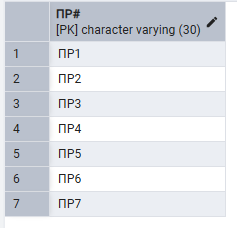 ПР#
[PK] character varying (30)
1 ПР1
2 ПР2
3 ПР3
4 ПР4
5 ПР5
6 ПР6
7 ПР7